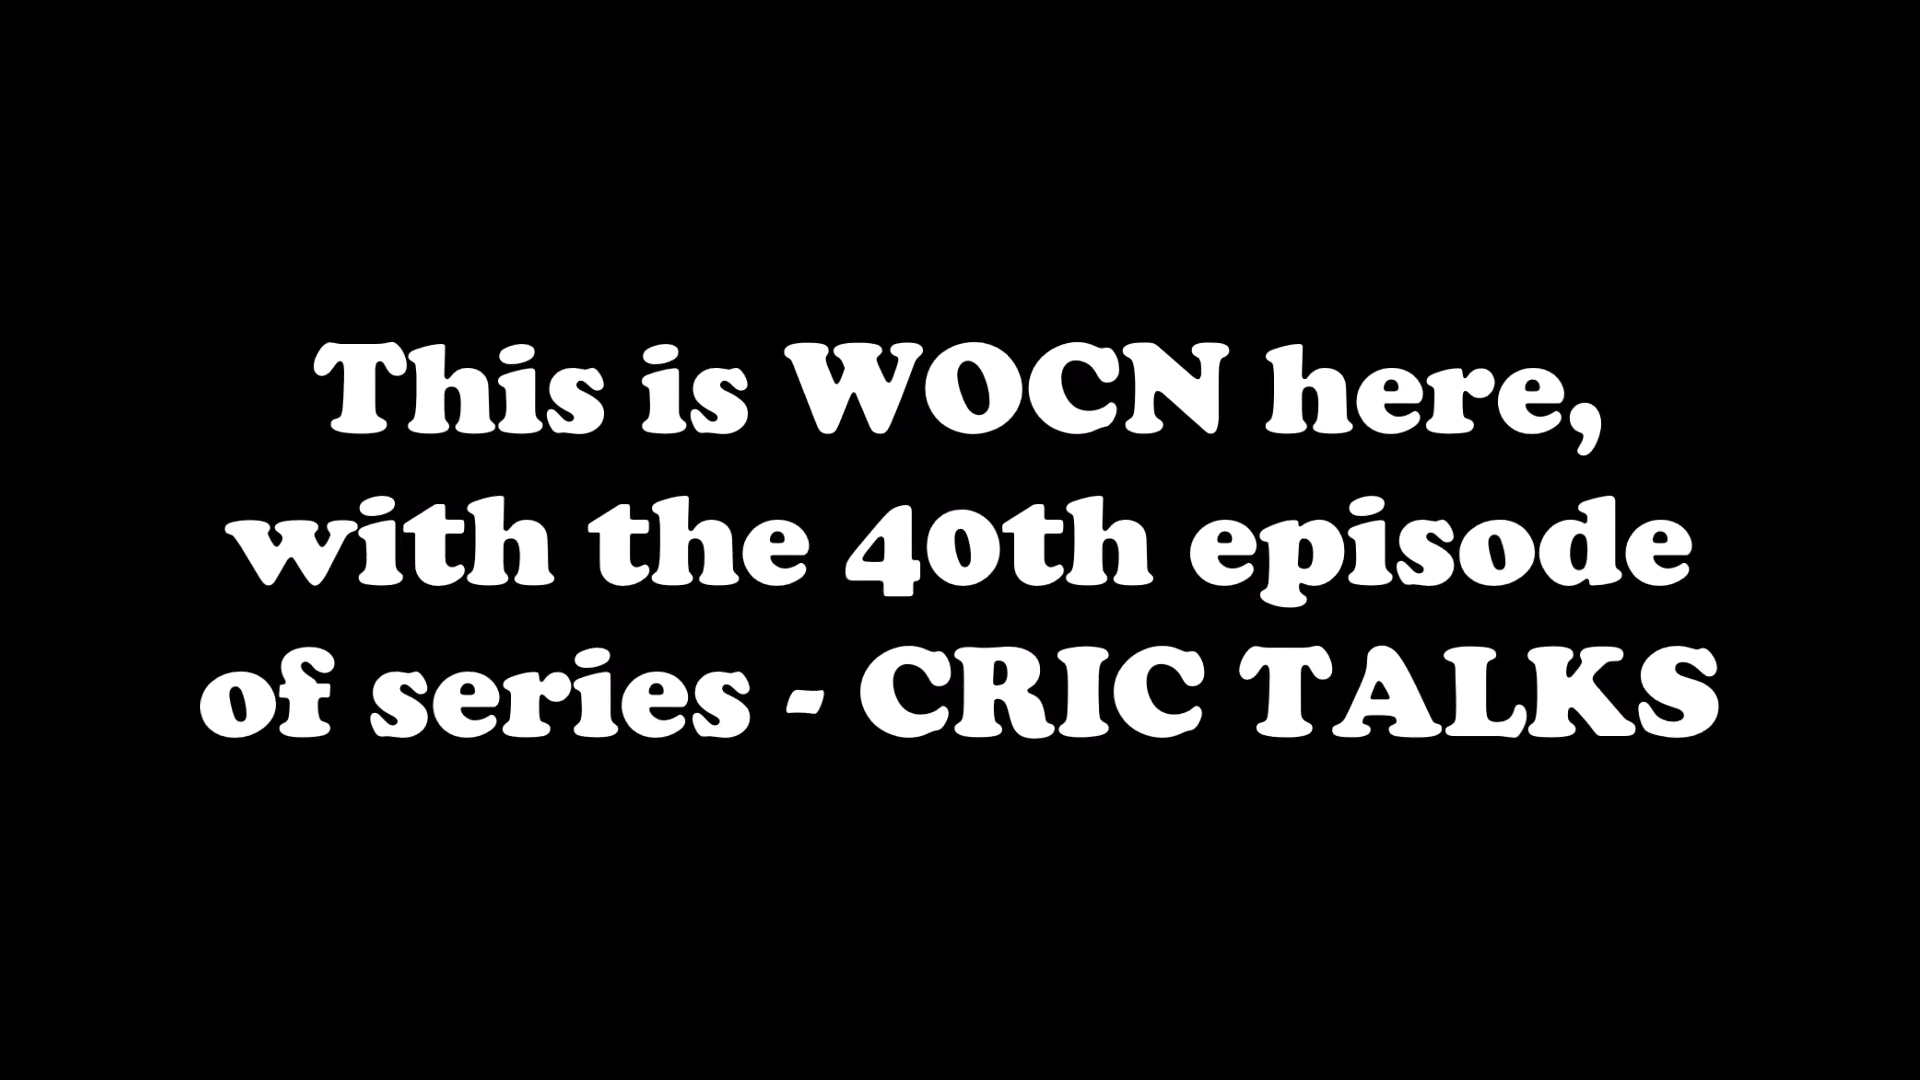 This is WOCN here,
with the 40th episode
of series - CRIC TALKS